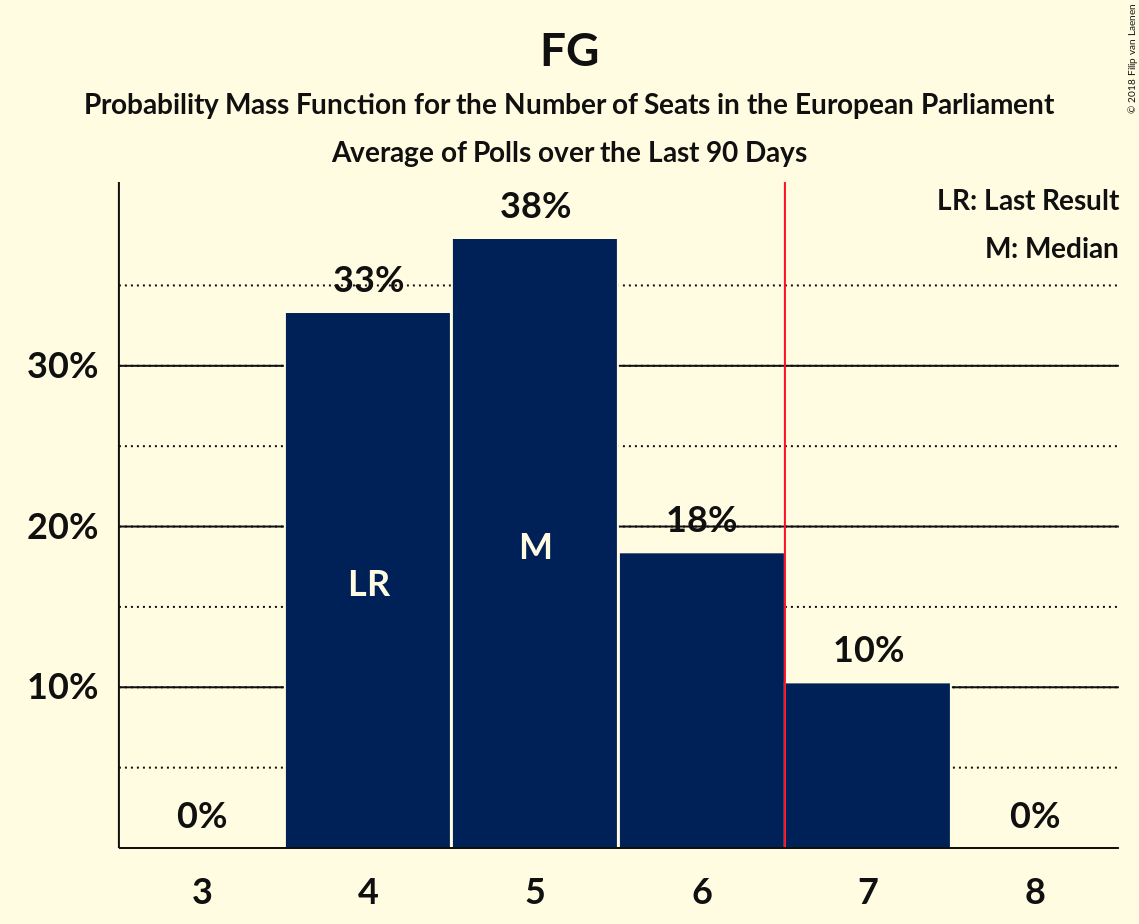 FG
Probability Mass Function for the Number of Seats in the European Parliament
Average of Polls over the Last 90 Days
© 2018 Filip van Laenen
LR: Last Result
M: Median
38%
33%
30%
20%
18%
M
LR
10%
10%
0%
0%
3 4 5 6 7 8